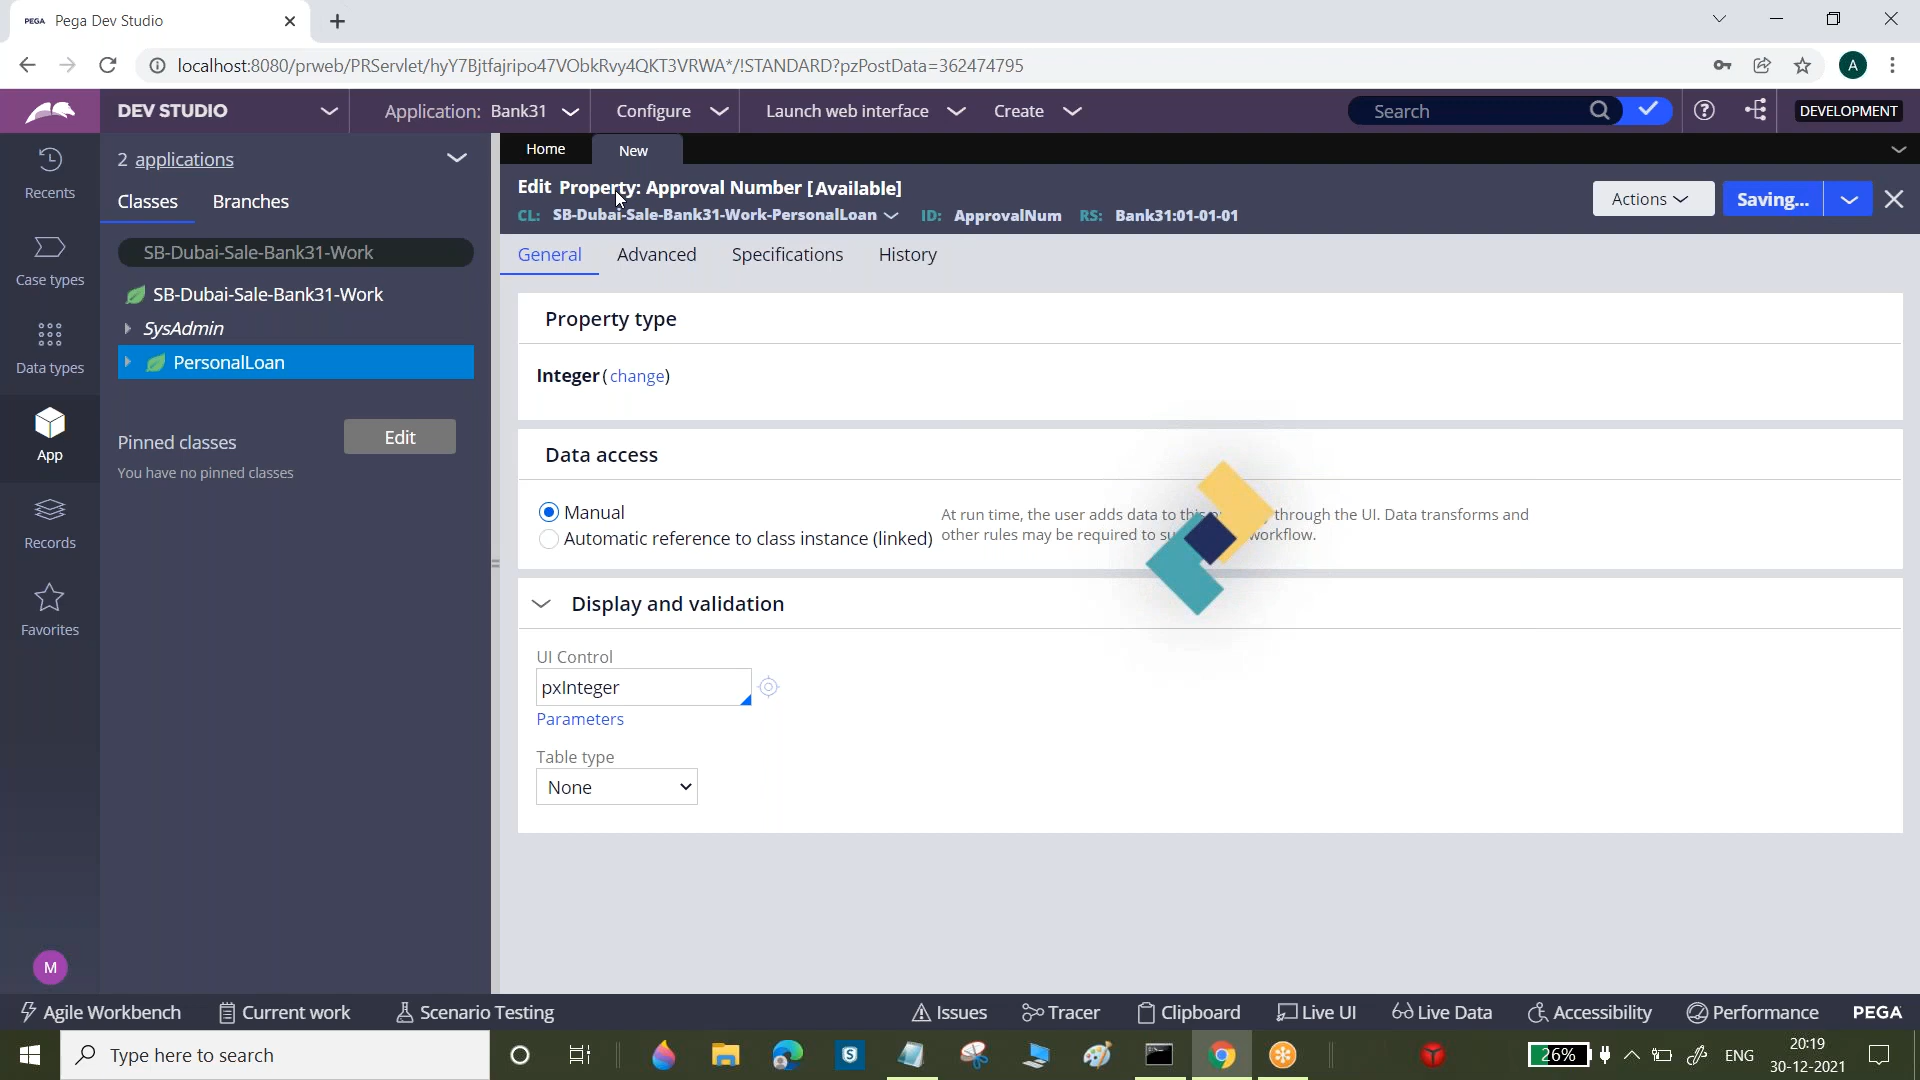 PEGA Pega Dev Studio
localhost:8080/prweb/PRServlet/hyY7Bjtfajripo47VObkRvy4QKT3VRWA*/!STANDARD?pzPostData=362474795
A
DEV STUDIO
Application: Bank31
Configure
Launch web interface
Create
Search
DEVELOPMENT
Recents
Case types
Data types
App
Records
Favorites
M
2 applications
Classes
Branches
SB-Dubai-Sale-Bank31-Work
SB-Dubai-Sale-Bank31-Work
SysAdmin
PersonalLoan
Pinned classes
Edit
You have no pinned classes
Home
New
Edit Property: Approval Number [Available]
CL: SB-Dubai-Sale-Bank31-Work-PersonalLoan ID: ApprovalNum RS: Bank31:01-01-01
Actions
Saving...
General
Advanced
Specifications
History
Property type
Integer (change)
Data access
Manual
Automatic reference to class instance (linked)
At run time, the user adds data to this through the UI. Data transforms and
other rules may be required to workflow.
Display and validation
UI Control
pxInteger
Parameters
Table type
None
Agile Workbench
Current work
Scenario Testing
Issues
Tracer
Clipboard
Live UI
Live Data
Accessibility
Performance
PEGA
Type here to search
26%
ENG
20:19
30-12-2021